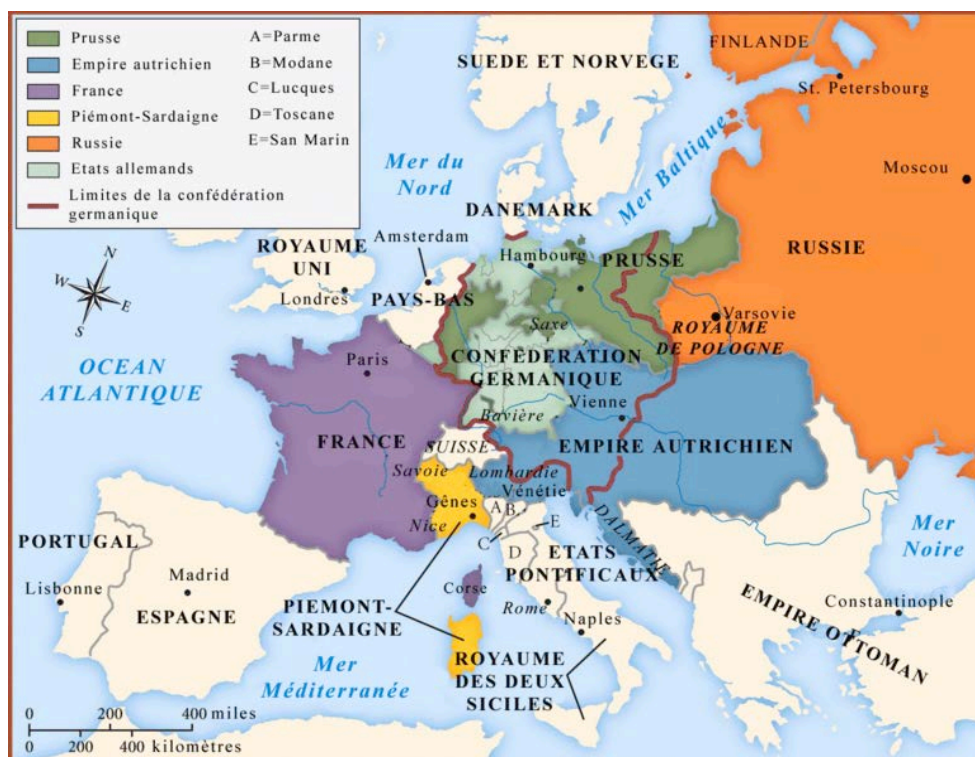 Prusse
Empire autrichien
France
Piémont-Sardaigne
Russie
Etats allemands
Limites de la confédération
germanique
A=Parme
B=Modane
C=Lucques
D=Toscane
E=San Marin
SUEDE ET NORVEGE
FINLANDE
St. Petersbourg
Moscou
Mer du
Nord
Mer Baltique
DANEMARK
RUSSIE
ROYAUME
UNI
Amsterdam
Hambourg
PRUSSE
N
W
E
S
Londres
PAYS-BAS
Varsovie
Saxe
ROYAUME
DE POLOGNE
OCEAN
ATLANTIQUE
Paris
CONFÉDÉRATION
GERMANIQUE
Vienne
Bavière
FRANCE
SUISSE
EMPIRE AUTRICHIEN
Savoie
Lombardie
Vénétie
Gênes
Nice
A
B
C
D
E
DALMATIE
Mer
Noire
PORTUGAL
Lisbonne
Madrid
ESPAGNE
ETATS
PONTIFICAUX
Corse
Rome
PIEMONT-
SARDAIGNE
Naples
Constantinople
EMPIRE OTTOMAN
Mer
Méditerranée
ROYAUME
DES DEUX
SICILES
0 200 400 miles
0 200 400 kilomètres